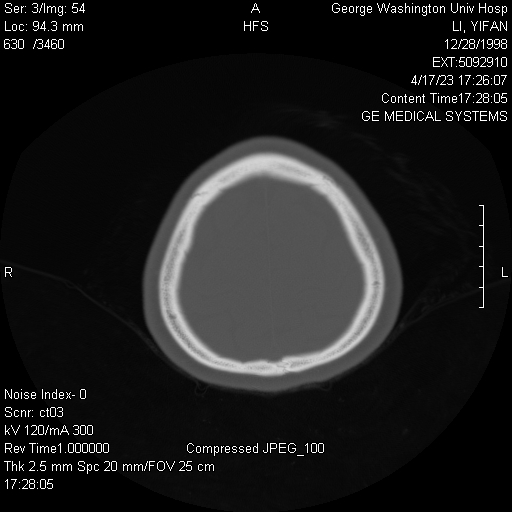 Ser: 3/Img: 54
Loc: 94.3 mm
630 /3460
A
HFS
George Washington Univ Hosp
LI, YIFAN
12/28/1998
EXT:5092910
4/17/23 17:26:07
Content Time17:28:05
GE MEDICAL SYSTEMS
R
L
Noise Index- 0
Scnr: ct03
kV 120/mA 300
Rev Time1.000000
Compressed JPEG_100
Thk 2.5 mm Spc 20 mm/FOV 25 cm
17:28:05